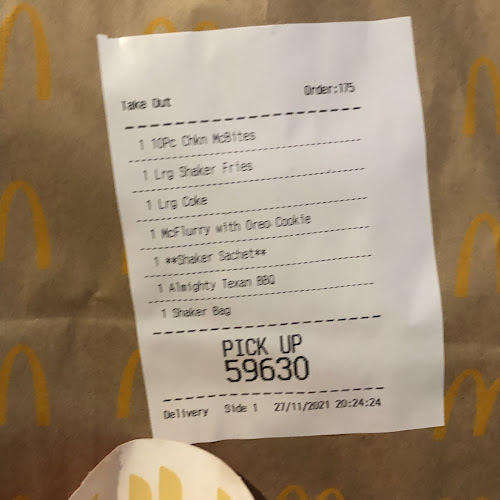 Take Out Order:175
1 10Pc Chkn McBites
1 Lrg Shaker Fries
1 Lrg Coke
1 McFlurry with Oreo Cookie
1 **Shaker Sachet**
1 Almighty Texan BBQ
1 Shaker Bag
PICK UP
59630
Delivery Side 1 27/11/2021 20:24:24